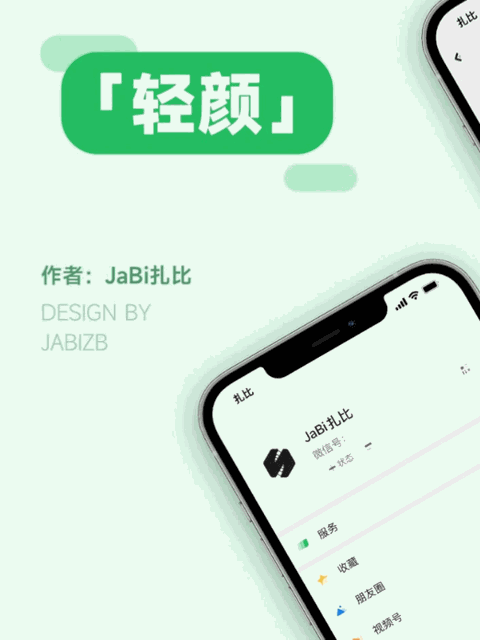 扎比
「轻颜」
作者：JaBi扎比
DESIGN BY
JABIZB
扎比
JaBi扎比
微信号：
+ 状态
服务
收藏
朋友圈
视频号